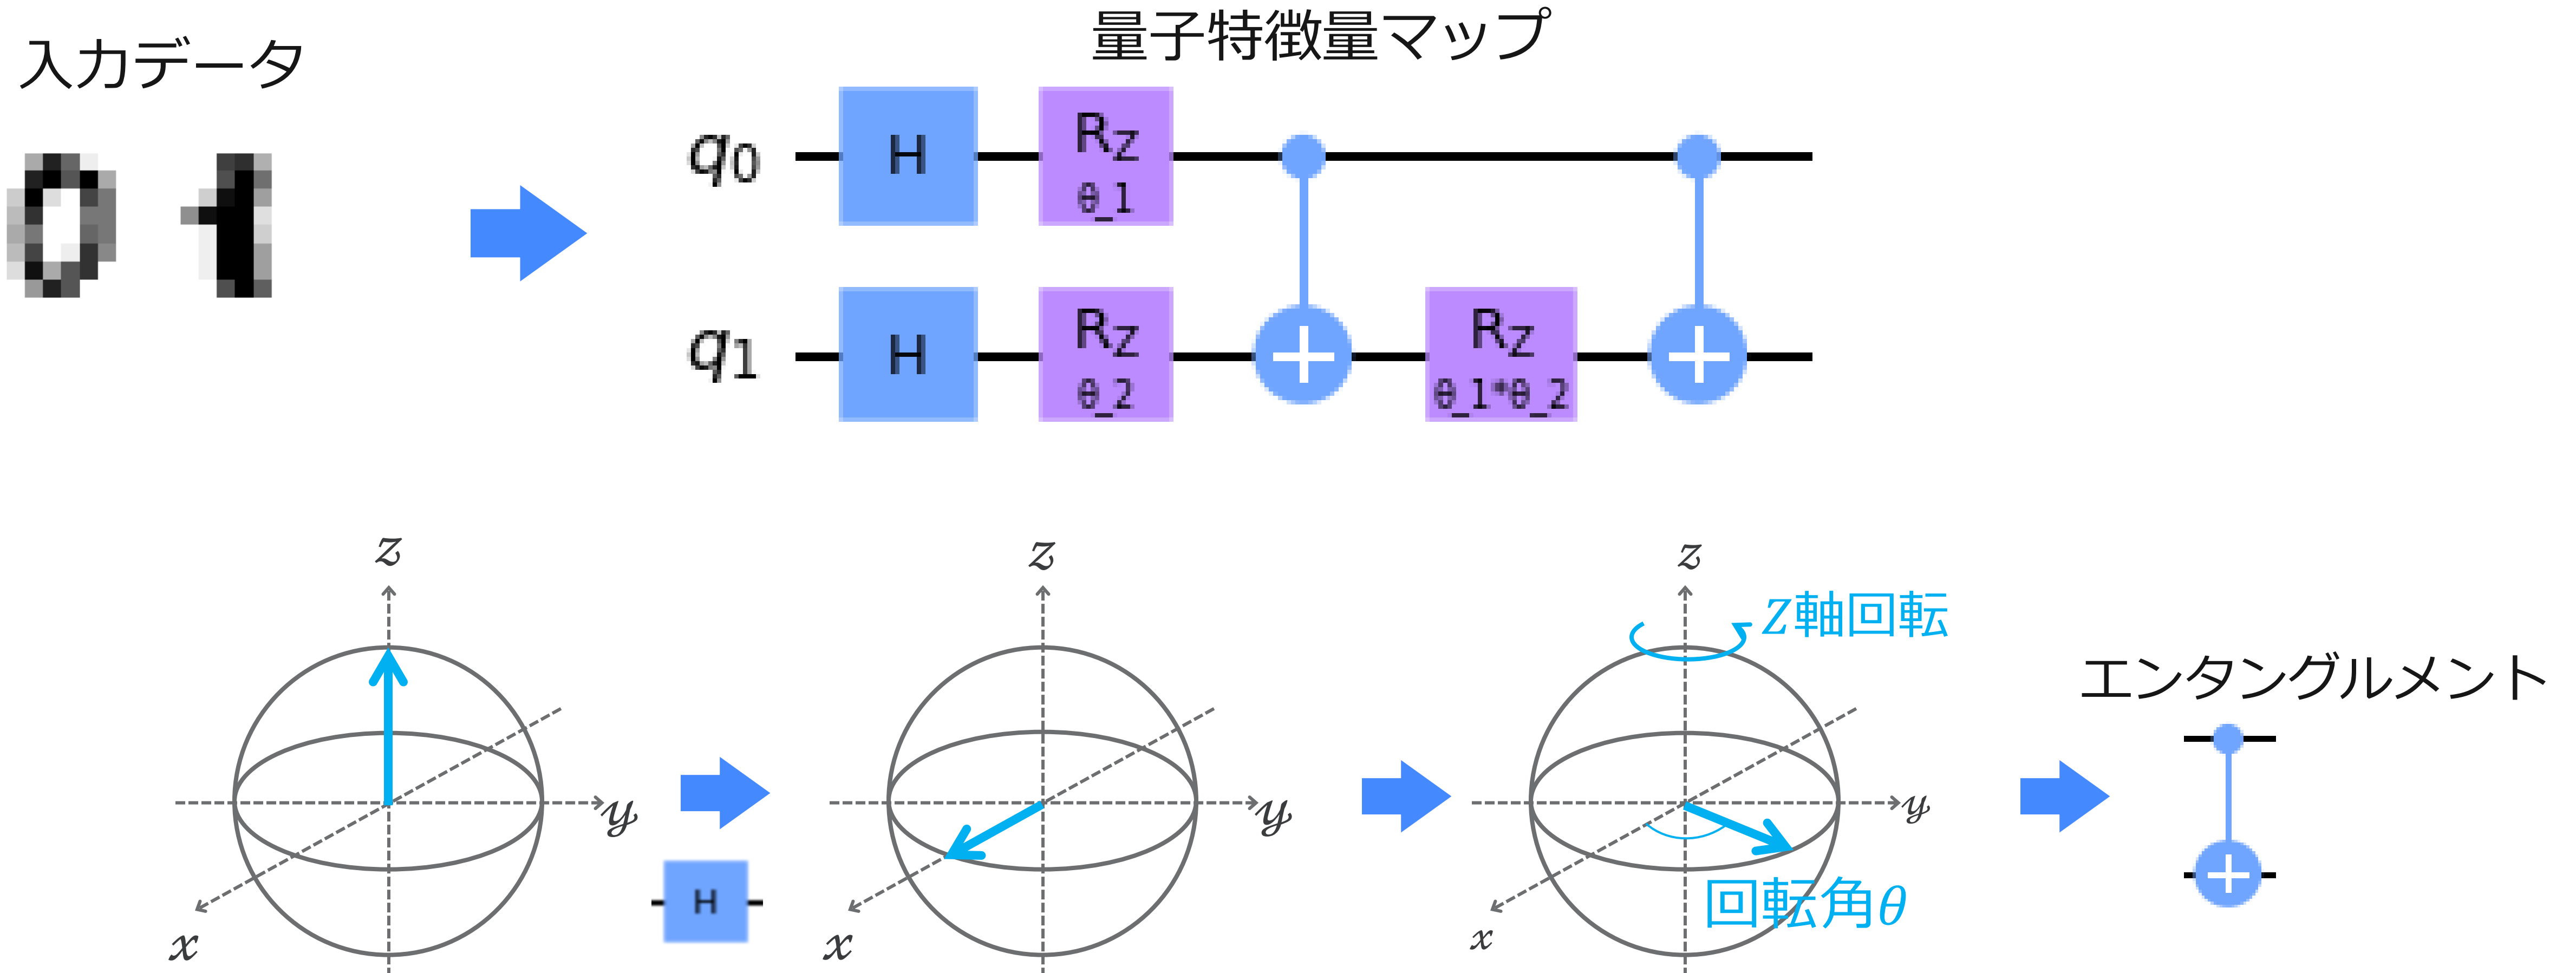 入力データ
量子特徴量マップ
q0 H RZ
θ_1
q1 H RZ RZ
θ_2 θ_1*θ_2
z z z
Z軸回転
エンタングルメント
y y y
H
回転角θ
x x x